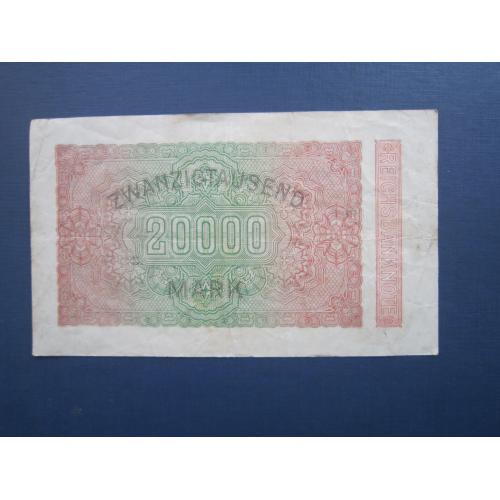 ZWANZIGTAUSEND
20000
MARK
REICHSBANKNOTE